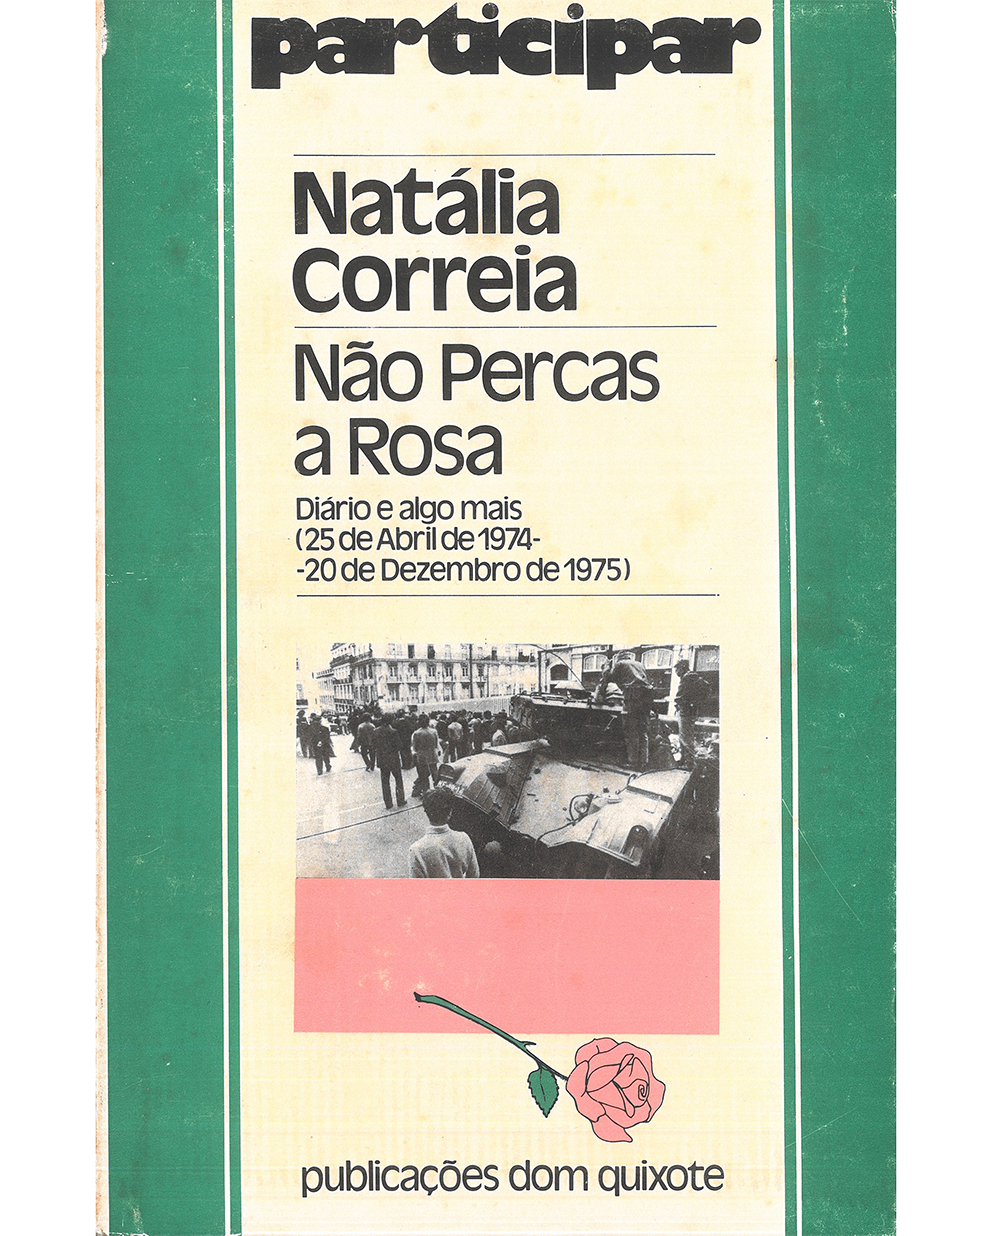 participar
Natália
Correia
Não Percas
a Rosa
Diário e algo mais
(25 de Abril de 1974-
-20 de Dezembro de 1975)
publicações dom quixote